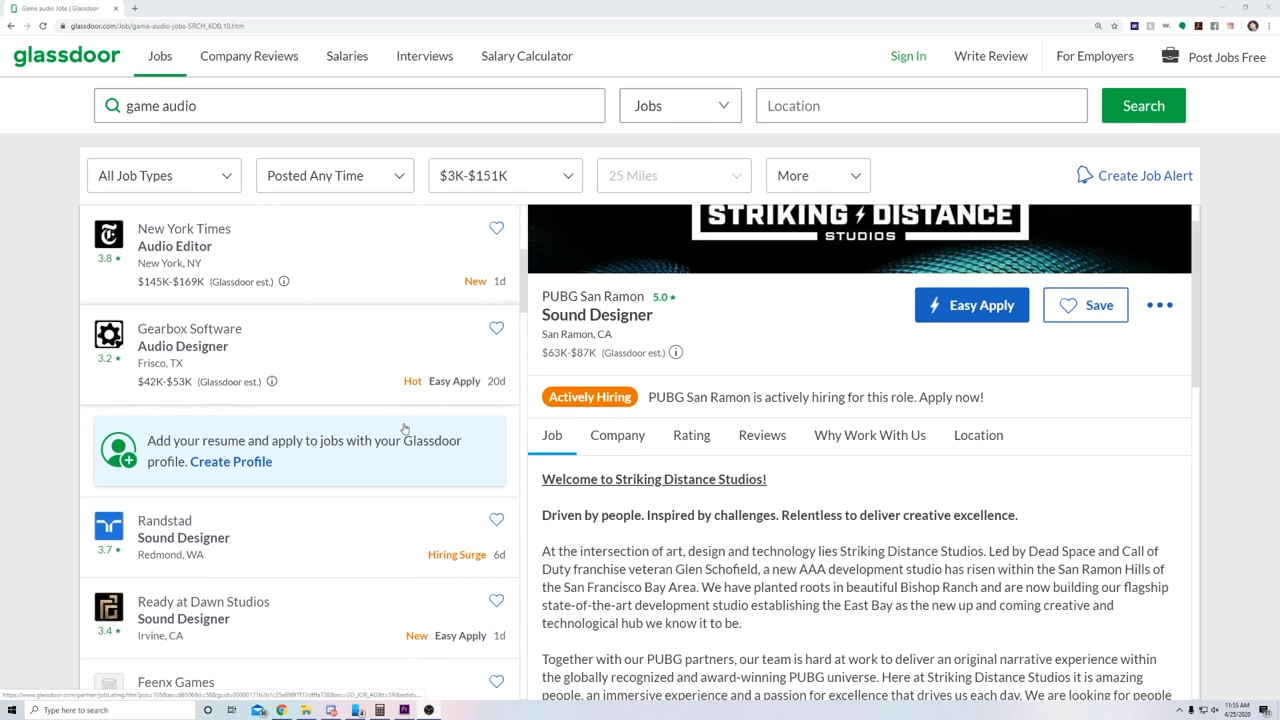 Game audio Jobs | Glassdoor
glassdoor.com/Job/game-audio-jobs-SRCH_KO0,10.htm
glassdoor
Jobs
Company Reviews
Salaries
Interviews
Salary Calculator
Sign In
Write Review
For Employers
Post Jobs Free
game audio
Jobs
Location
Search
All Job Types
Posted Any Time
$3K-$151K
25 Miles
More
Create Job Alert
New York Times
Audio Editor
3.8 ★
New York, NY
$145K-$169K (Glassdoor est.)
New 1d
Gearbox Software
Audio Designer
3.2 ★
Frisco, TX
$42K-$53K (Glassdoor est.)
Hot Easy Apply 20d
Add your resume and apply to jobs with your Glassdoor
profile. Create Profile
Randstad
Sound Designer
3.7 ★
Redmond, WA
Hiring Surge 6d
Ready at Dawn Studios
Sound Designer
3.4 ★
Irvine, CA
New Easy Apply 1d
Feenx Games
STRIKING DISTANCE
STUDIOS
PUBG San Ramon 5.0 ★
Sound Designer
San Ramon, CA
$63K-$87K (Glassdoor est.)
Easy Apply
Save
Actively Hiring PUBG San Ramon is actively hiring for this role. Apply now!
Job
Company
Rating
Reviews
Why Work With Us
Location
Welcome to Striking Distance Studios!
Driven by people. Inspired by challenges. Relentless to deliver creative excellence.
At the intersection of art, design and technology lies Striking Distance Studios. Led by Dead Space and Call of
Duty franchise veteran Glen Schofield, a new AAA development studio has risen within the San Ramon Hills of
the San Francisco Bay Area. We have planted roots in beautiful Bishop Ranch and are now building our flagship
state-of-the-art development studio establishing the East Bay as the new up and coming creative and
technological hub we know it to be.
Together with our PUBG partners, our team is hard at work to deliver an original narrative experience within
the globally recognized and award-winning PUBG universe. Here at Striking Distance Studios it is amazing
people, an immersive experience and a passion for excellence that drives us each day. We are looking for people
Type here to search
11:55 AM
4/25/2020